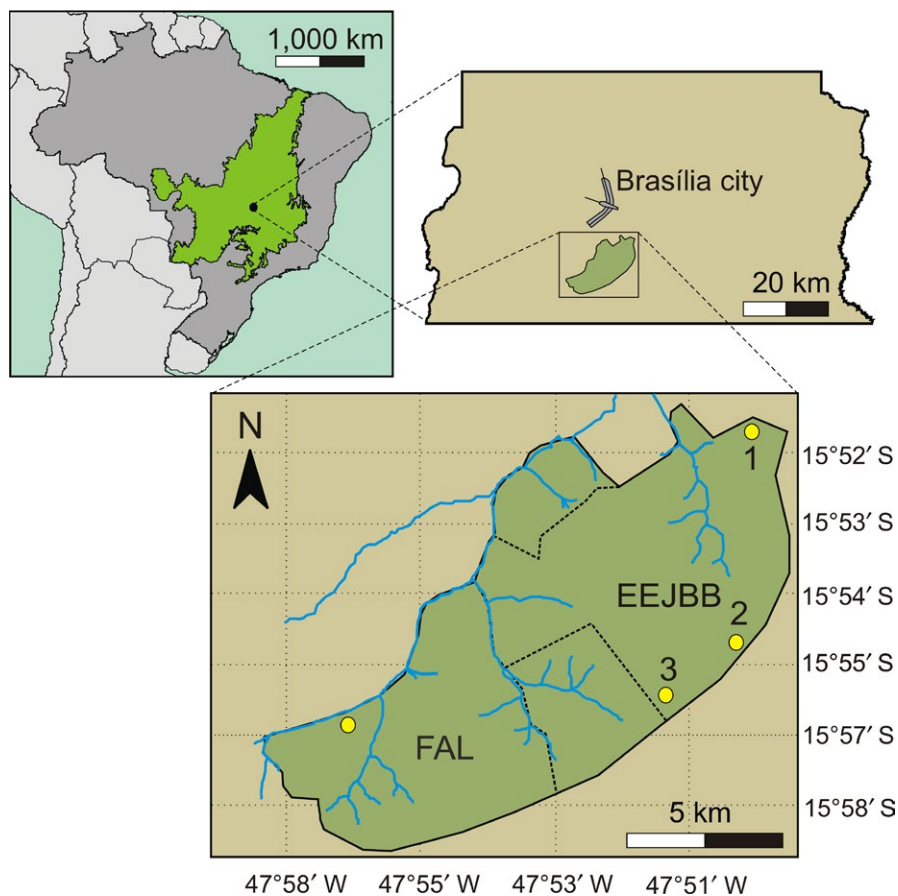 1,000 km
Brasília city
20 km
N
1
15°52′ S
15°53′ S
EEJBB
15°54′ S
2
15°55′ S
3
FAL
15°57′ S
15°58′ S
5 km
47°58′ W
47°55′ W
47°53′ W
47°51′ W